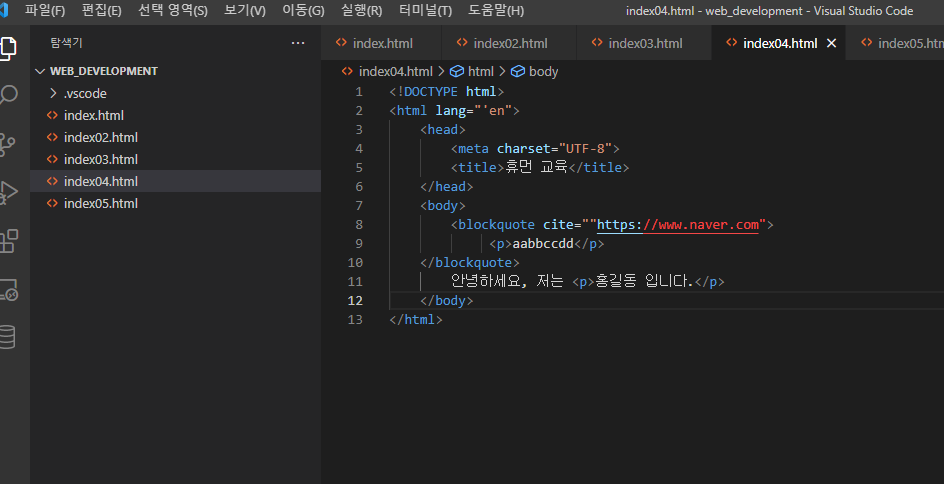 파일(F) 편집(E) 선택 영역(S) 보기(V) 이동(G) 실행(R) 터미널(T) 도움말(H) index04.html - web_development - Visual Studio Code
탐색기 ···
index.html index02.html index03.html index04.html × index05.htm
WEB_DEVELOPMENT
.vscode
index.html
index02.html
index03.html
index04.html
index05.html
index04.html > html > body
1 <!DOCTYPE html>
2 <html lang="'en">
3 <head>
4 <meta charset="UTF-8">
5 <title>휴먼 교육</title>
6 </head>
7 <body>
8 <blockquote cite=""https://www.naver.com">
9 <p>aabbccdd</p>
10 </blockquote>
11 안녕하세요, 저는 <p>홍길동 입니다.</p>
12 </body>
13 </html>